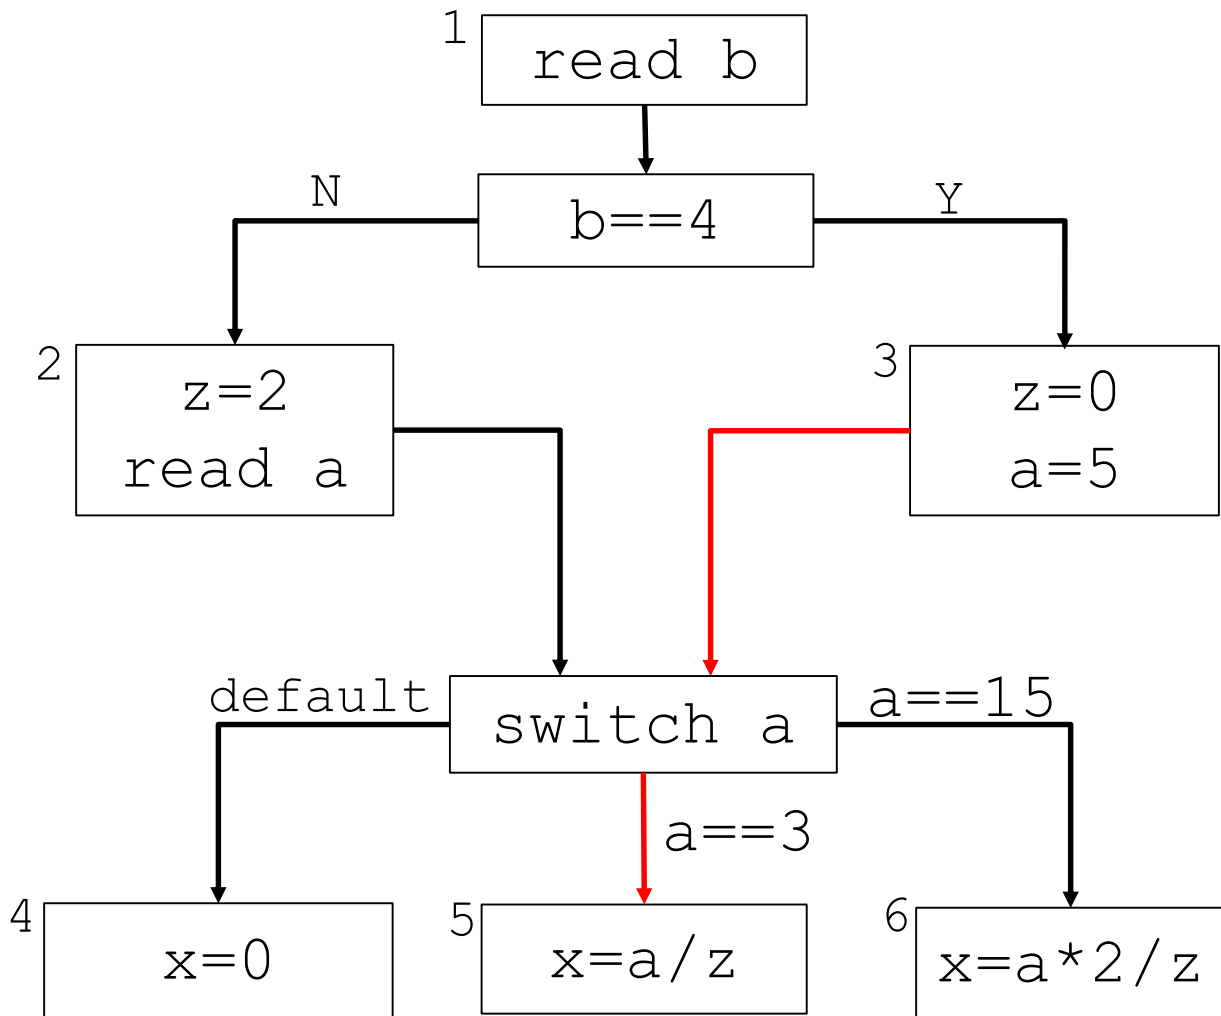 1
read b
N
b==4
Y
2
z=2
read a
3
z=0
a=5
default
switch a
a==15
a==3
4
x=0
5
x=a/z
6
x=a*2/z